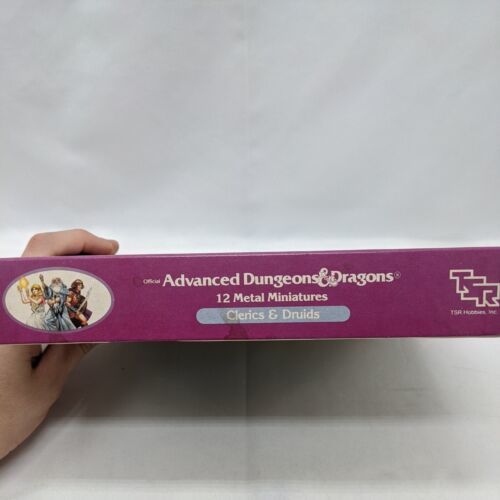 Official Advanced Dungeons & Dragons®
12 Metal Miniatures
Clerics & Druids
TSR
TSR Hobbies, Inc.